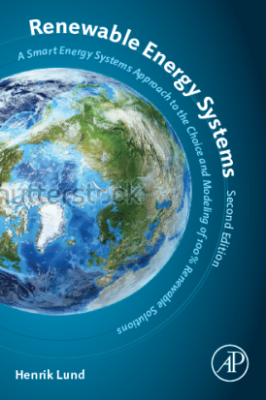 Renewable Energy Systems
A Smart Energy Systems Approach to the Choice and Modeling of 100% Renewable Solutions
Second Edition
shutterstock
Henrik Lund
AP